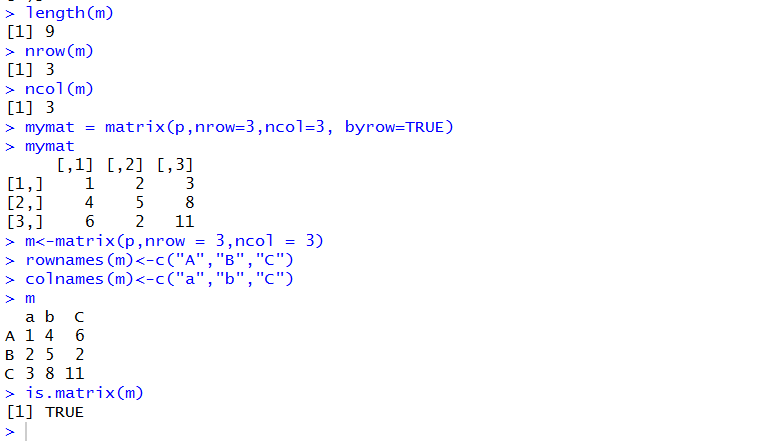 > length(m)
[1] 9
> nrow(m)
[1] 3
> ncol(m)
[1] 3
> mymat = matrix(p,nrow=3,ncol=3, byrow=TRUE)
> mymat
     [,1] [,2] [,3]
[1,]    1    2    3
[2,]    4    5    8
[3,]    6    2   11
> m<-matrix(p,nrow = 3,ncol = 3)
> rownames(m)<-c("A","B","C")
> colnames(m)<-c("a","b","C")
> m
  a b  C
A 1 4  6
B 2 5  2
C 3 8 11
> is.matrix(m)
[1] TRUE
>